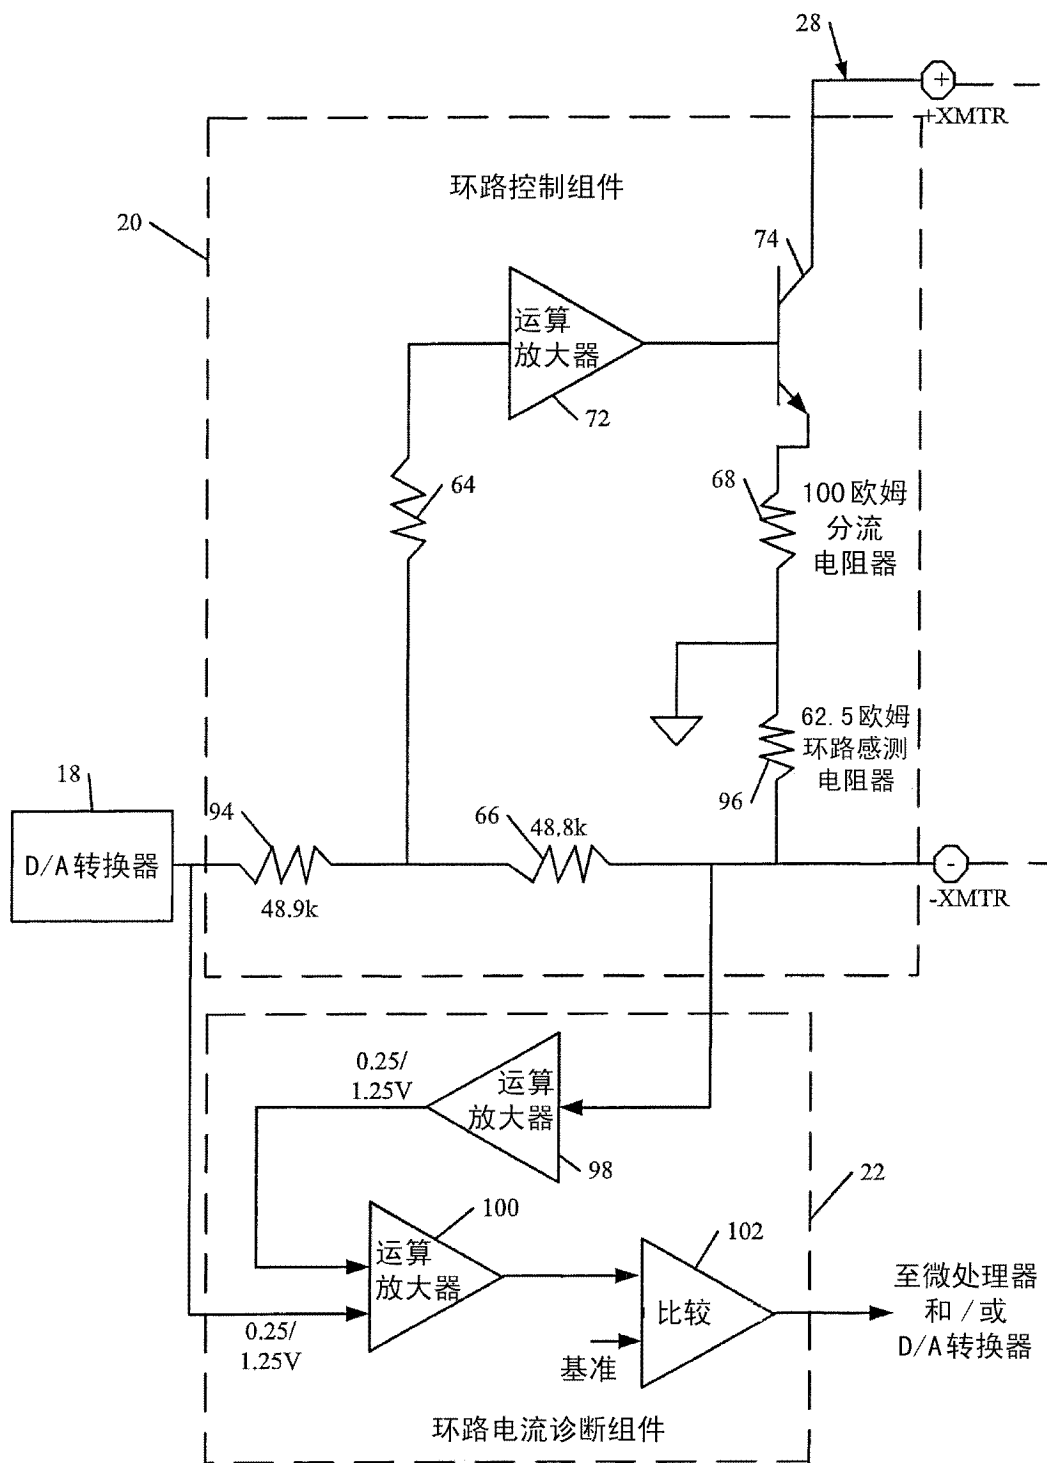 28
+
+XMTR
环路控制组件
20
74
运算
放大器
72
64
68
100欧姆
分流
电阻器
62.5欧姆
环路感测
电阻器
96
18
D/A转换器
94
48.9k
66
48.8k
-
-XMTR
0.25/
1.25V
运算
放大器
98
22
100
运算
放大器
102
比较
0.25/
1.25V
基准
至微处理器
和/或
D/A转换器
环路电流诊断组件